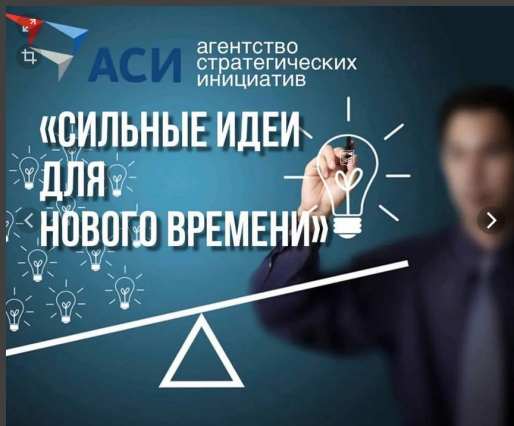 АСИ
агентство
стратегических
инициатив
«СИЛЬНЫЕ ИДЕИ
ДЛЯ
НОВОГО ВРЕМЕНИ»